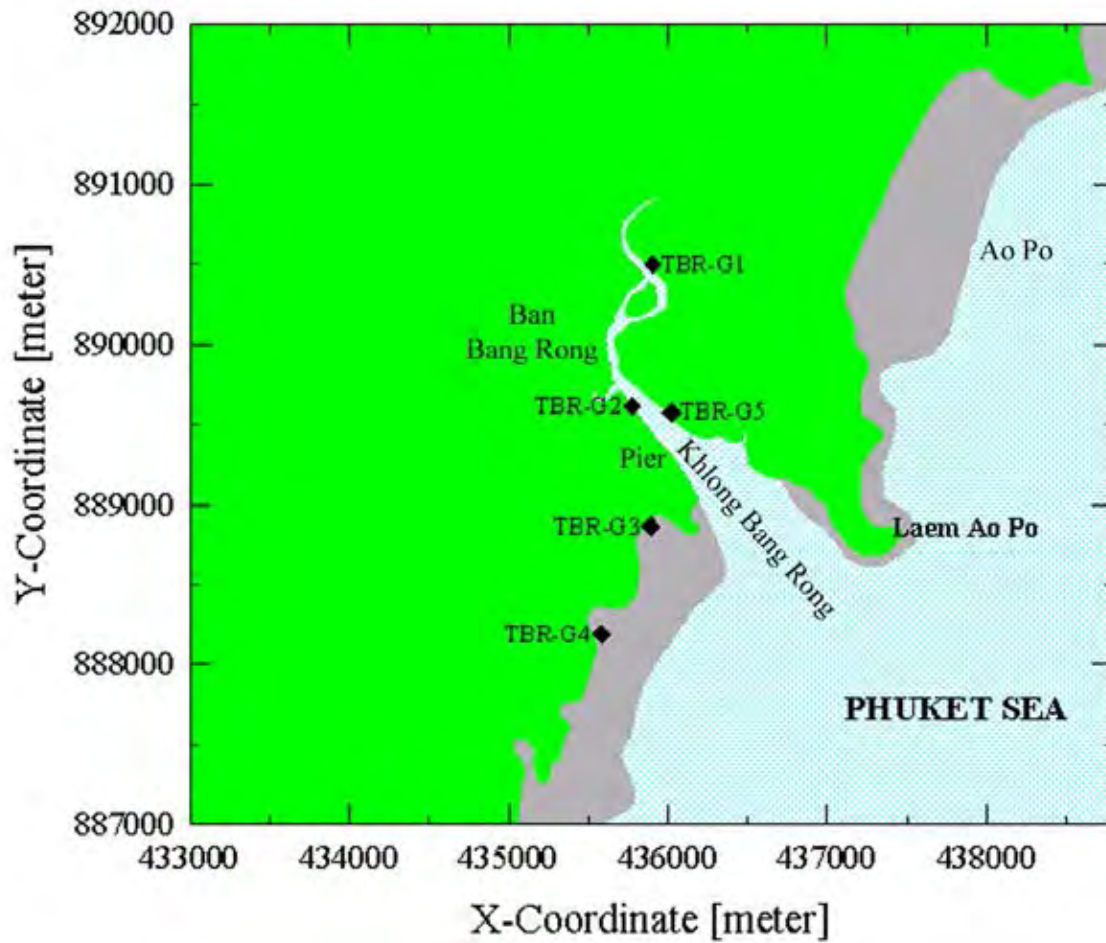 892000
891000
890000
889000
888000
887000
Y-Coordinate [meter]
433000
434000
435000
436000
437000
438000
X-Coordinate [meter]
Ao Po
TBR-G1
Ban
Bang Rong
TBR-G2
TBR-G5
Pier
Khlong Bang Rong
TBR-G3
Laem Ao Po
TBR-G4
PHUKET SEA